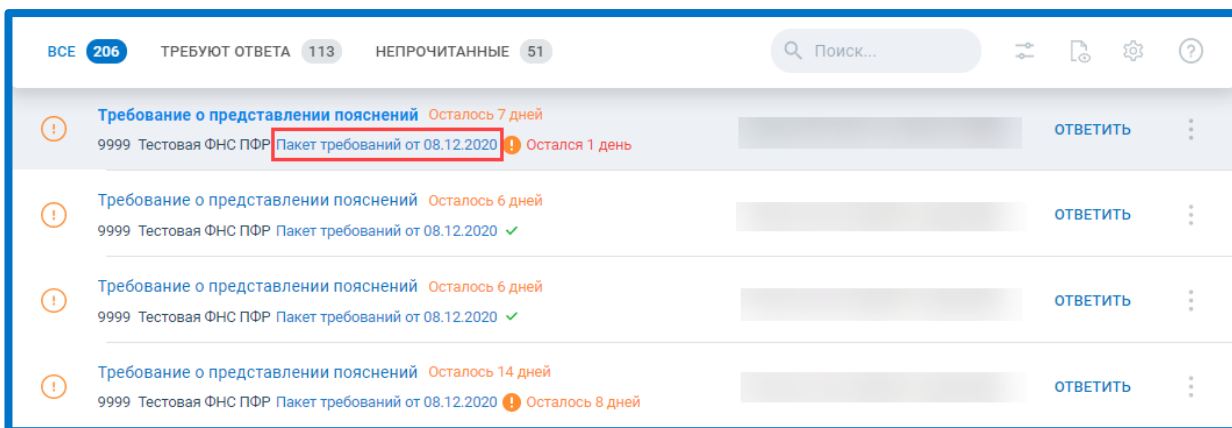 ВСЕ 206 ТРЕБУЮТ ОТВЕТА 113 НЕПРОЧИТАННЫЕ 51 Поиск...
Требование о представлении пояснений Осталось 7 дней
9999 Тестовая ФНС ПФР Пакет требований от 08.12.2020 Остался 1 день
ОТВЕТИТЬ
Требование о представлении пояснений Осталось 6 дней
9999 Тестовая ФНС ПФР Пакет требований от 08.12.2020
ОТВЕТИТЬ
Требование о представлении пояснений Осталось 6 дней
9999 Тестовая ФНС ПФР Пакет требований от 08.12.2020
ОТВЕТИТЬ
Требование о представлении пояснений Осталось 14 дней
9999 Тестовая ФНС ПФР Пакет требований от 08.12.2020 Осталось 8 дней
ОТВЕТИТЬ